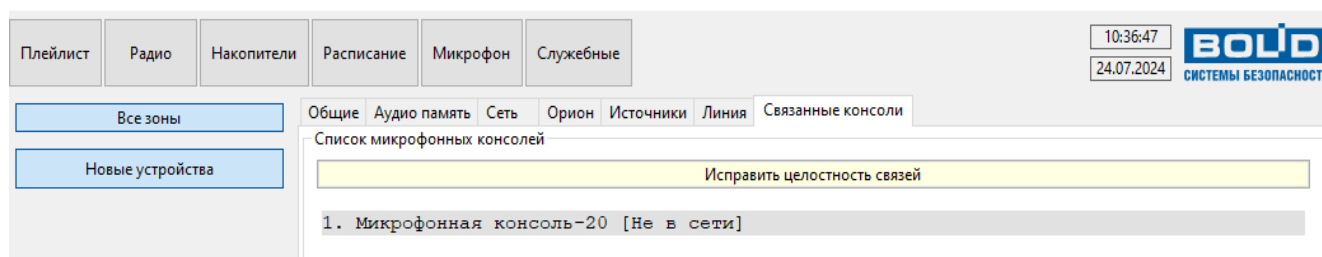 Плейлист Радио Накопители Расписание Микрофон Служебные
10:36:47
24.07.2024
BOLID
СИСТЕМЫ БЕЗОПАСНОСТ
Все зоны
Новые устройства
Общие Аудио память Сеть Орион Источники Линия Связанные консоли
Список микрофонных консолей
Исправить целостность связей
1. Микрофонная консоль-20 [Не в сети]